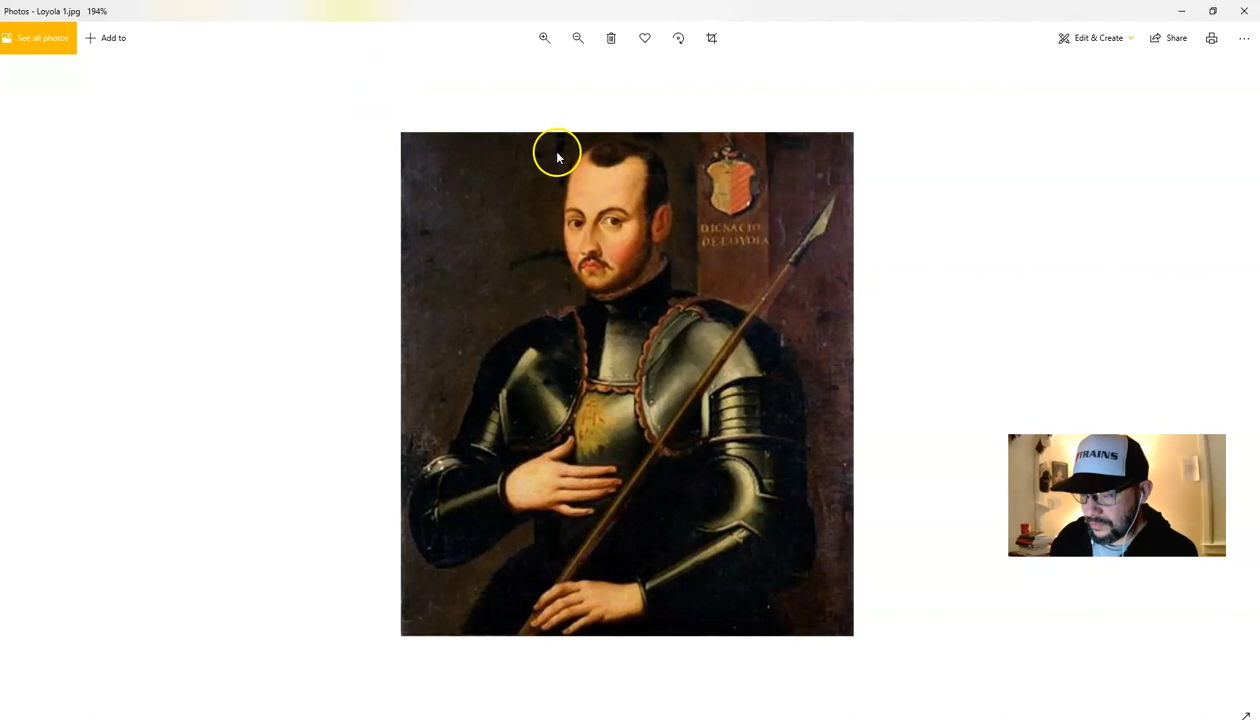 Photos - Loyola 1.jpg 194%
See all photos
Add to
Edit & Create
Share
D IGNACIO
DE·LOYOLA
TRAINS